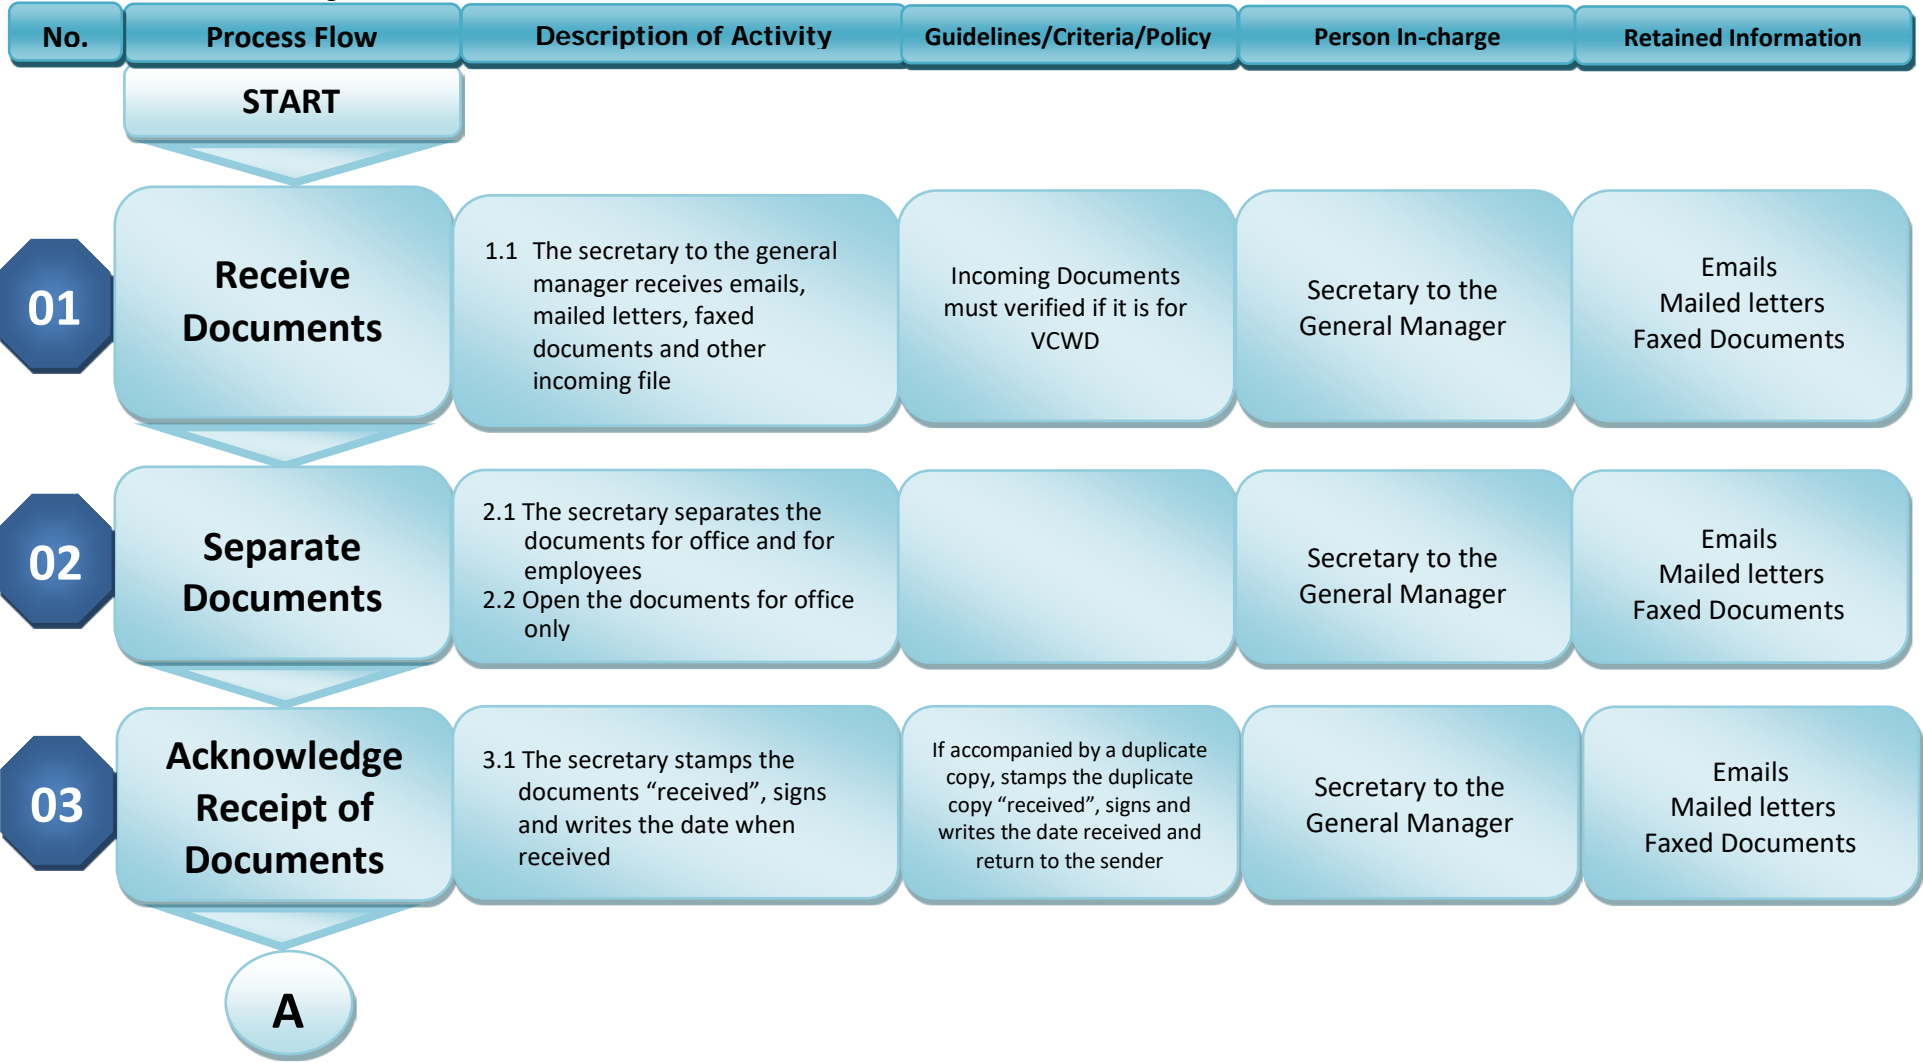 No.
Process Flow
Description of Activity
Guidelines/Criteria/Policy
Person In-charge
Retained Information
START
01
Receive
Documents
1.1 The secretary to the general
manager receives emails,
mailed letters, faxed
documents and other
incoming file
Incoming Documents
must verified if it is for
VCWD
Secretary to the
General Manager
Emails
Mailed letters
Faxed Documents
02
Separate
Documents
2.1 The secretary separates the
documents for office and for
employees
2.2 Open the documents for office
only
Secretary to the
General Manager
Emails
Mailed letters
Faxed Documents
03
Acknowledge
Receipt of
Documents
3.1 The secretary stamps the
documents “received”, signs
and writes the date when
received
If accompanied by a duplicate
copy, stamps the duplicate
copy “received”, signs and
writes the date received and
return to the sender
Secretary to the
General Manager
Emails
Mailed letters
Faxed Documents
A